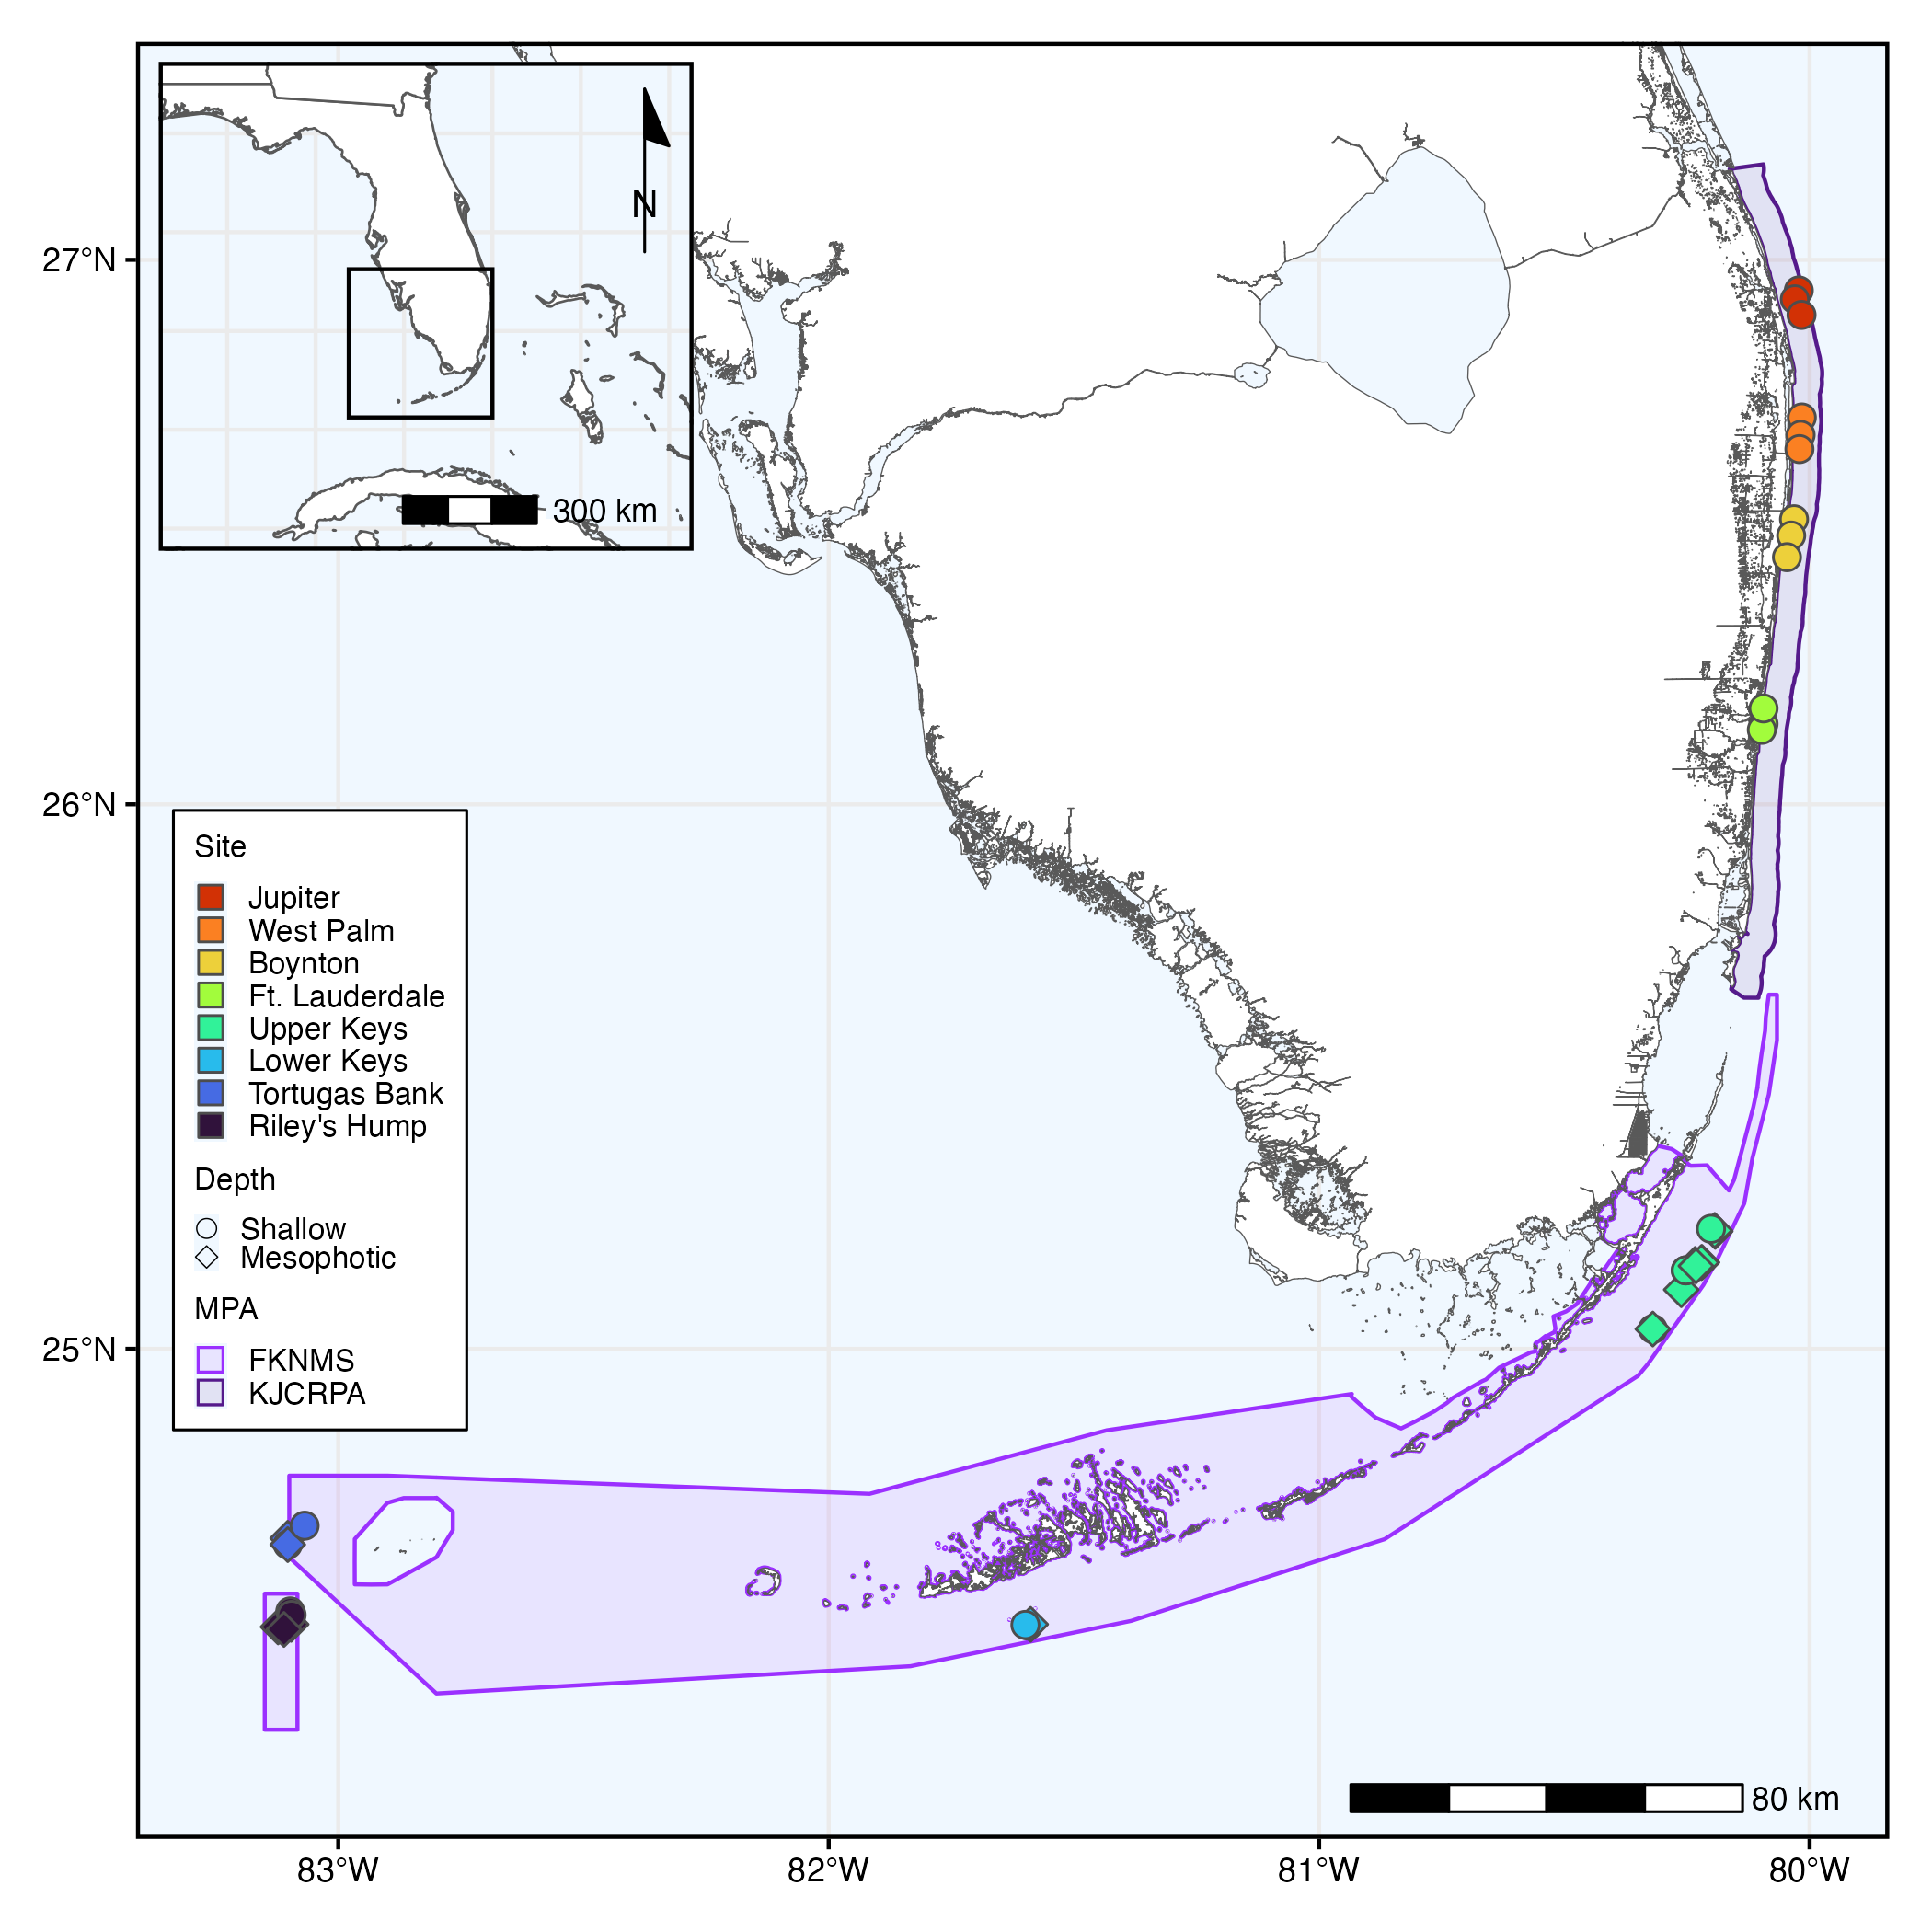 N
300 km
27°N
26°N
25°N
Site
Jupiter
West Palm
Boynton
Ft. Lauderdale
Upper Keys
Lower Keys
Tortugas Bank
Riley's Hump
Depth
Shallow
Mesophotic
MPA
FKNMS
KJCRPA
80 km
83°W
82°W
81°W
80°W